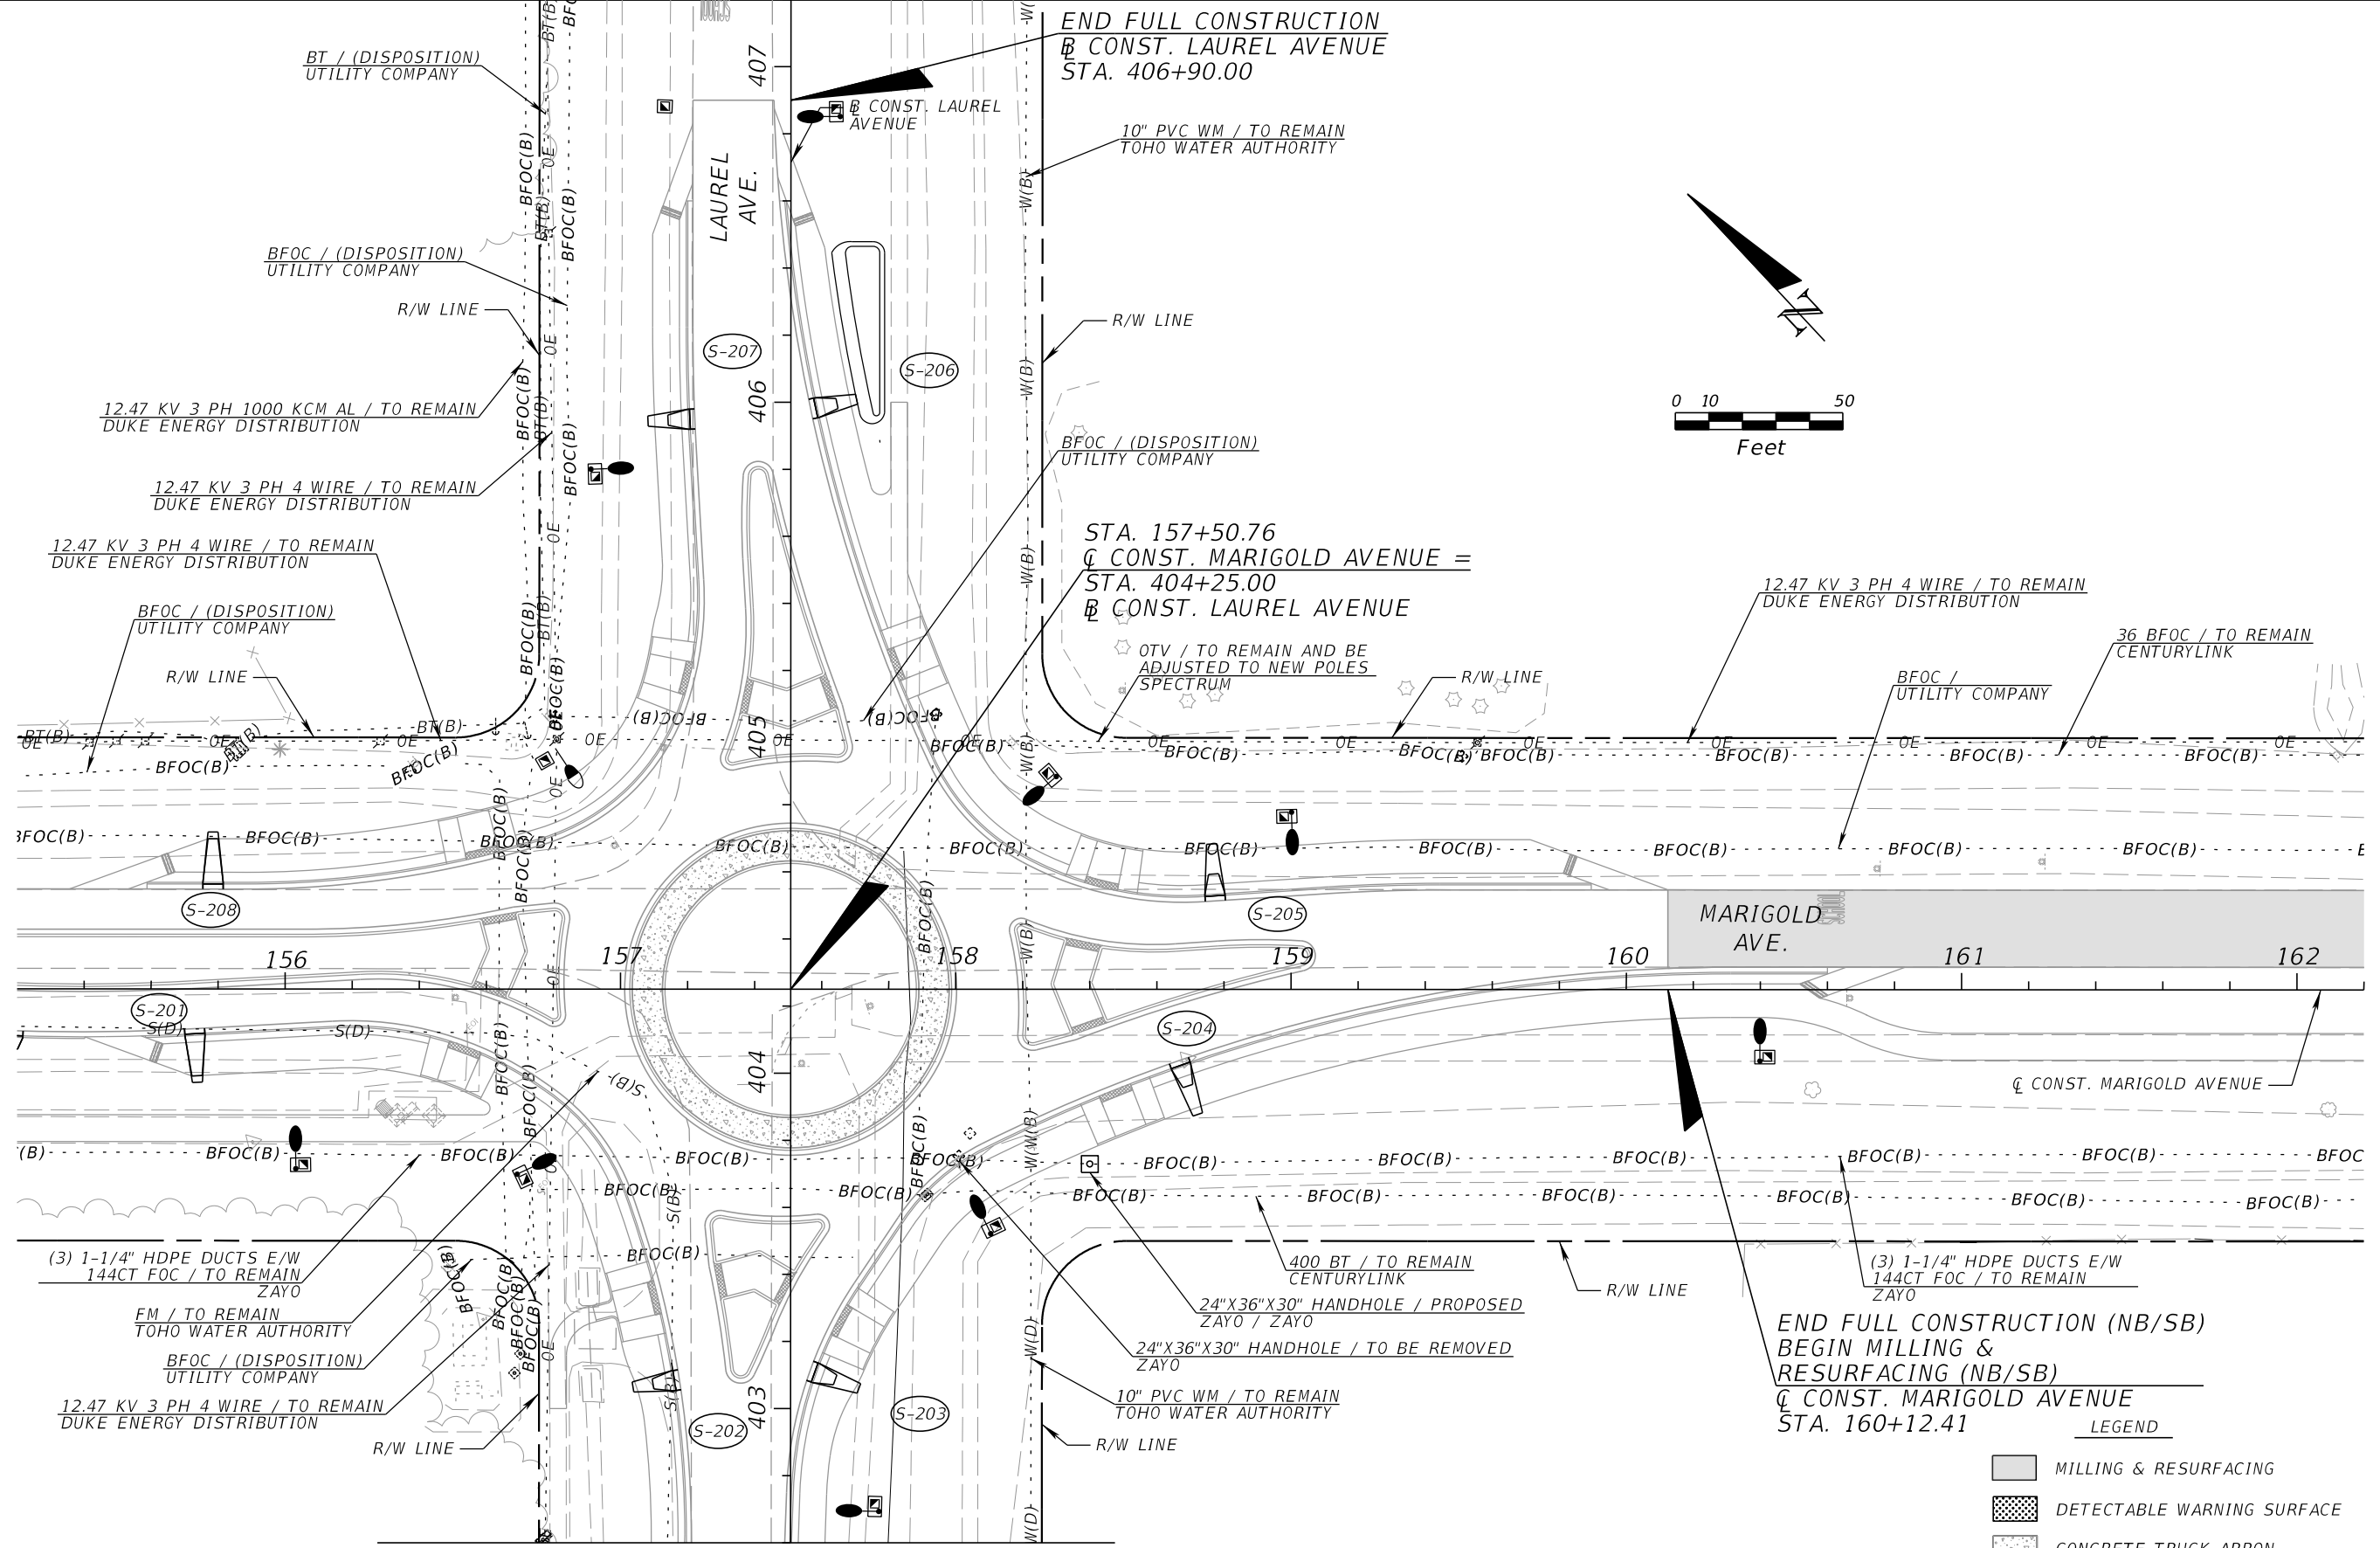 END FULL CONSTRUCTION
℄ CONST. LAUREL AVENUE
STA. 406+90.00
BT / (DISPOSITION)
UTILITY COMPANY
407
B CONST. LAUREL
AVENUE
10" PVC WM / TO REMAIN
TOHO WATER AUTHORITY
LAUREL
AVE.
BFOC / (DISPOSITION)
UTILITY COMPANY
R/W LINE
R/W LINE
N
S-207
S-206
406
12.47 KV 3 PH 1000 KCM AL / TO REMAIN
DUKE ENERGY DISTRIBUTION
0 10 50
Feet
BFOC / (DISPOSITION)
UTILITY COMPANY
12.47 KV 3 PH 4 WIRE / TO REMAIN
DUKE ENERGY DISTRIBUTION
12.47 KV 3 PH 4 WIRE / TO REMAIN
DUKE ENERGY DISTRIBUTION
STA. 157+50.76
℄ CONST. MARIGOLD AVENUE =
STA. 404+25.00
B CONST. LAUREL AVENUE
12.47 KV 3 PH 4 WIRE / TO REMAIN
DUKE ENERGY DISTRIBUTION
BFOC / (DISPOSITION)
UTILITY COMPANY
36 BFOC / TO REMAIN
CENTURYLINK
OTV / TO REMAIN AND BE
ADJUSTED TO NEW POLES
SPECTRUM
R/W LINE
R/W LINE
BFOC /
UTILITY COMPANY
405
BT(B)
OE
BFOC(B)
W(B)
S-208
S-205
MARIGOLD
AVE.
156
157
158
159
160
161
162
S-201
S(D)
S(D)
S-204
404
S(B)
℄ CONST. MARIGOLD AVENUE
(3) 1-1/4" HDPE DUCTS E/W
144CT FOC / TO REMAIN
ZAYO
FM / TO REMAIN
TOHO WATER AUTHORITY
BFOC / (DISPOSITION)
UTILITY COMPANY
12.47 KV 3 PH 4 WIRE / TO REMAIN
DUKE ENERGY DISTRIBUTION
R/W LINE
S-202
403
S-203
400 BT / TO REMAIN
CENTURYLINK
24"X36"X30" HANDHOLE / PROPOSED
ZAYO / ZAYO
24"X36"X30" HANDHOLE / TO BE REMOVED
ZAYO
10" PVC WM / TO REMAIN
TOHO WATER AUTHORITY
R/W LINE
W(D)
R/W LINE
(3) 1-1/4" HDPE DUCTS E/W
144CT FOC / TO REMAIN
ZAYO
END FULL CONSTRUCTION (NB/SB)
BEGIN MILLING &
RESURFACING (NB/SB)
℄ CONST. MARIGOLD AVENUE
STA. 160+12.41
LEGEND
MILLING & RESURFACING
DETECTABLE WARNING SURFACE
CONCRETE TRUCK APRON